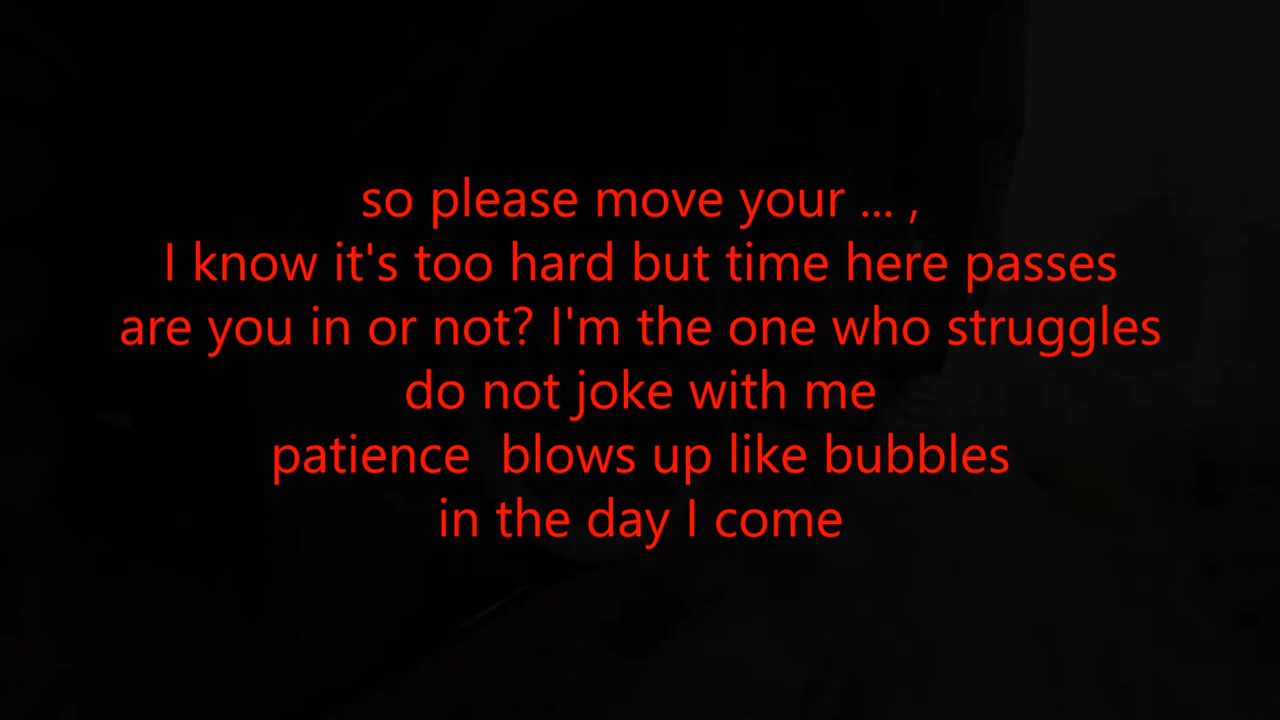 so please move your ... ,
I know it's too hard but time here passes
are you in or not? I'm the one who struggles
do not joke with me
patience  blows up like bubbles
in the day I come